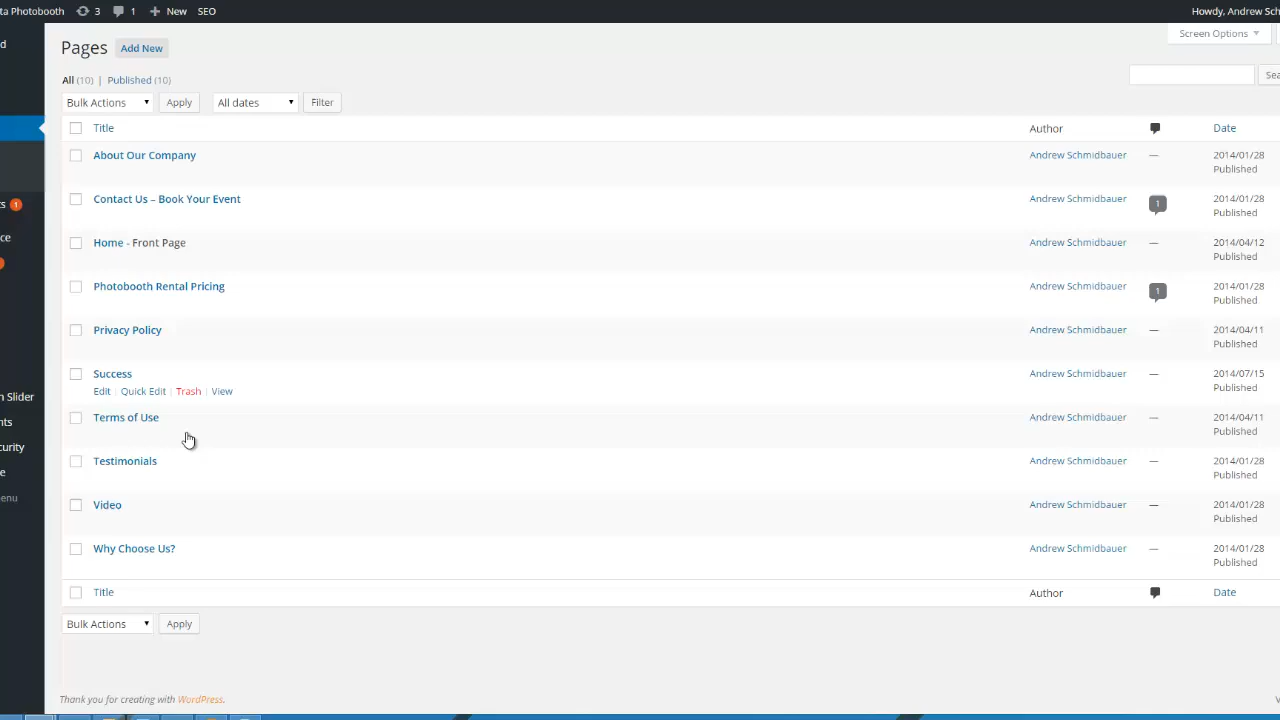 ta Photobooth 3 1 New SEO Howdy, Andrew Sch
Screen Options
Pages Add New
All (10) | Published (10)
Bulk Actions Apply All dates Filter Sea
Title Author Date
About Our Company Andrew Schmidbauer — 2014/01/28
Published
Contact Us – Book Your Event Andrew Schmidbauer 1 2014/01/28
Published
Home - Front Page Andrew Schmidbauer — 2014/04/12
Published
Photobooth Rental Pricing Andrew Schmidbauer 1 2014/01/28
Published
Privacy Policy Andrew Schmidbauer — 2014/04/11
Published
Success Andrew Schmidbauer — 2014/07/15
Edit | Quick Edit | Trash | View Published
Terms of Use Andrew Schmidbauer — 2014/04/11
Published
Testimonials Andrew Schmidbauer — 2014/01/28
Published
Video Andrew Schmidbauer — 2014/01/28
Published
Why Choose Us? Andrew Schmidbauer — 2014/01/28
Published
Title Author Date
Bulk Actions Apply
Thank you for creating with WordPress.
d
ts 1
ce
n Slider
nts
curity
e
enu